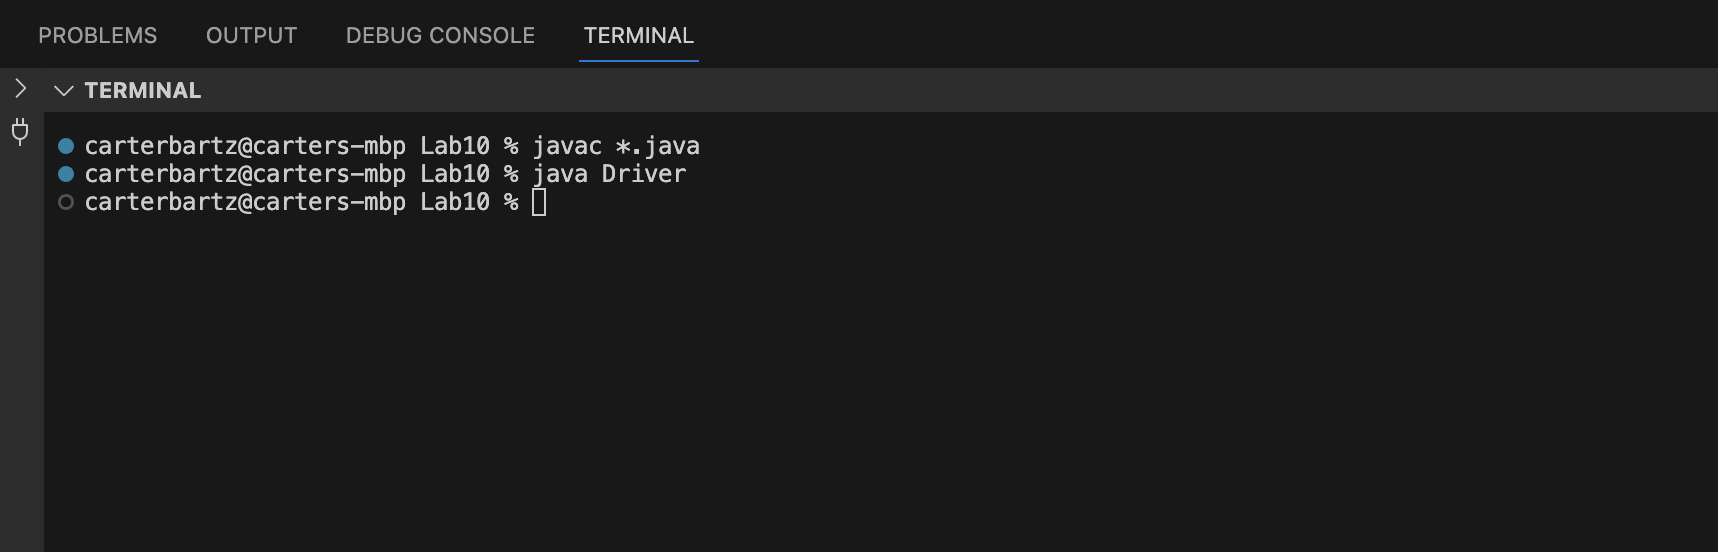 PROBLEMS OUTPUT DEBUG CONSOLE TERMINAL
TERMINAL
carterbartz@carters-mbp Lab10 % javac *.java
carterbartz@carters-mbp Lab10 % java Driver
carterbartz@carters-mbp Lab10 %